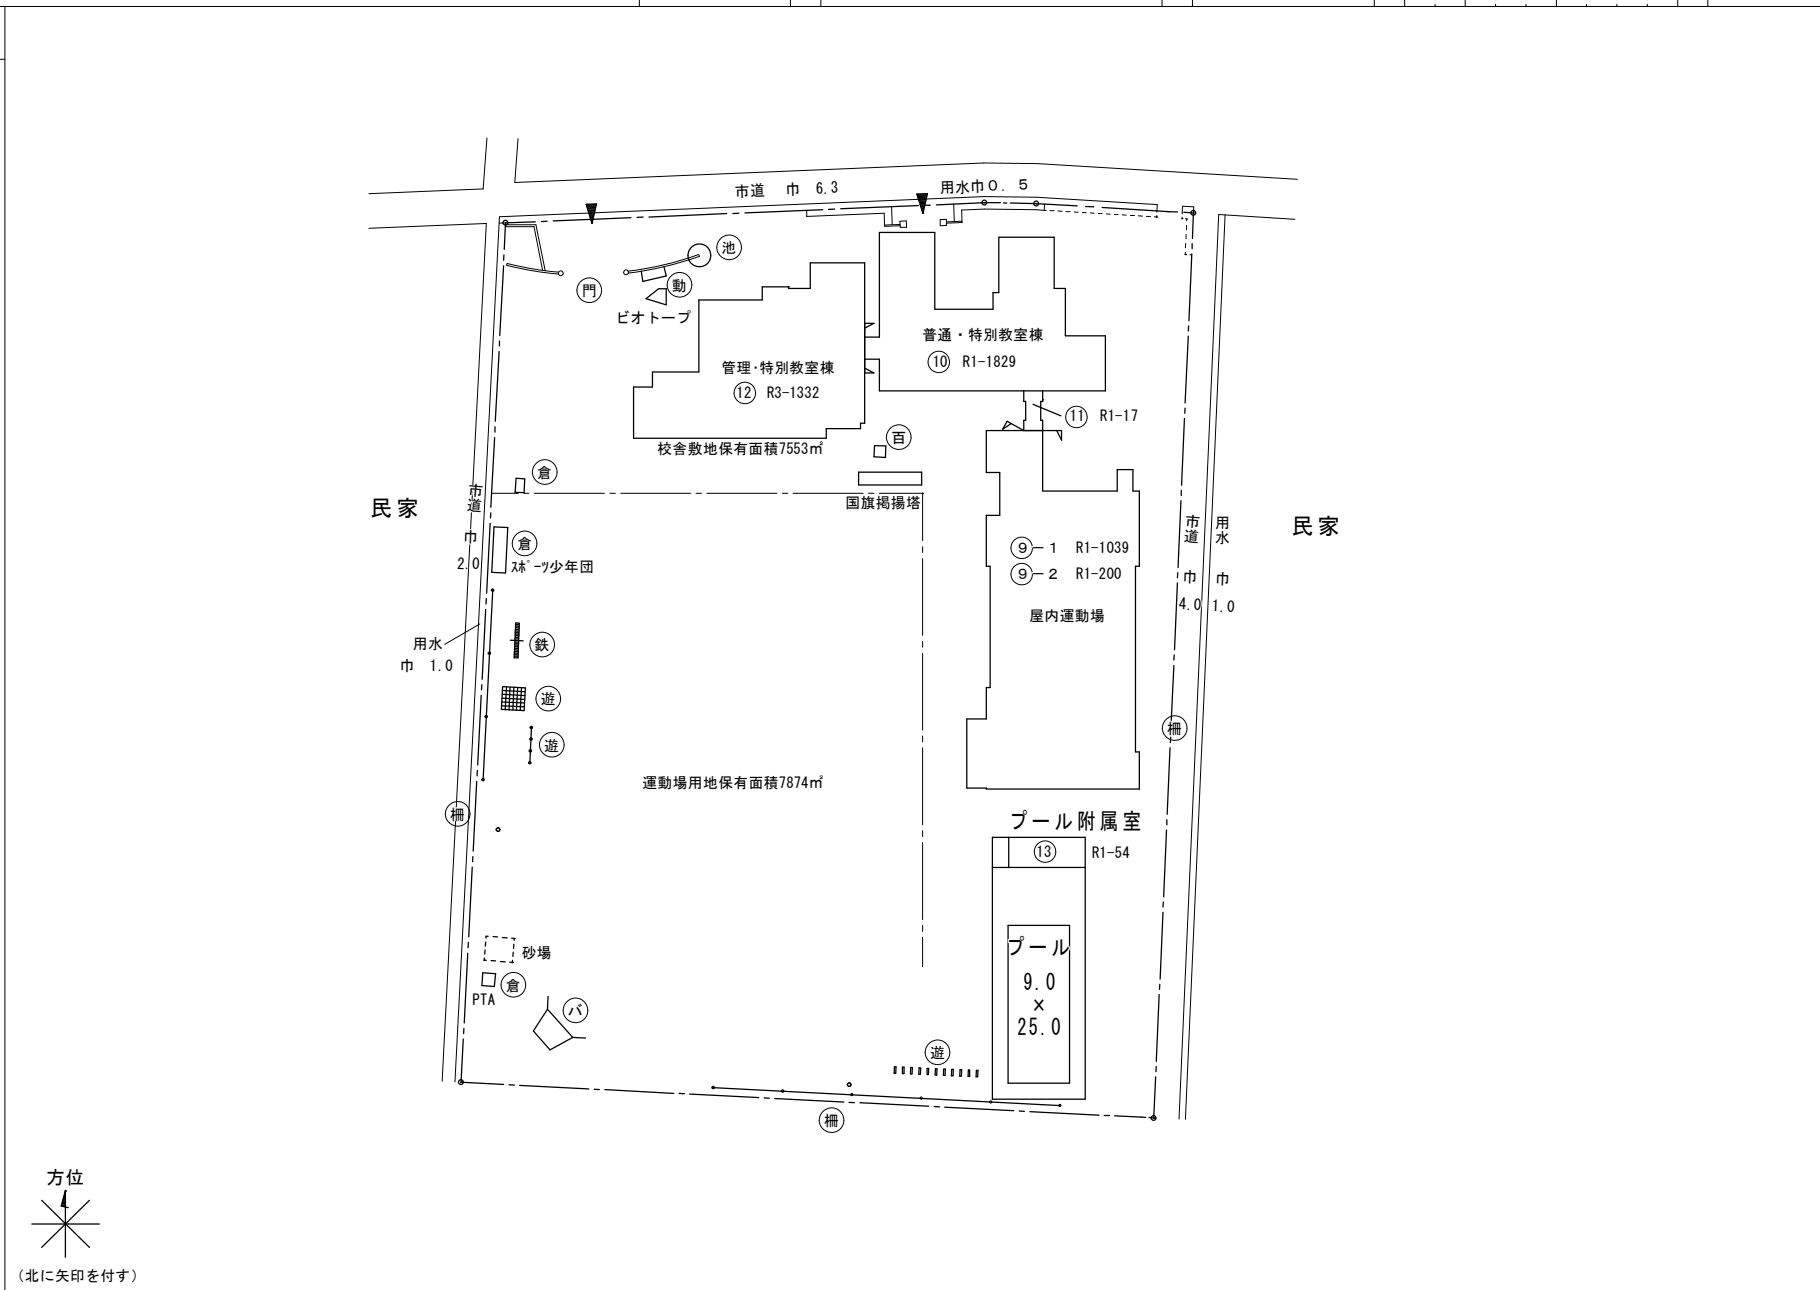 市道　巾　6.3
用水巾０．５
池
動
門
ビオトープ
普通・特別教室棟
⑩ R1-1829
管理・特別教室棟
⑫ R3-1332
⑪ R1-17
百
校舎敷地保有面積7553㎡
倉
国旗掲揚塔
民家
市道　巾　2.0
倉
ｽﾎﾟｰﾂ少年団
⑨－１ R1-1039
⑨－２ R1-200
屋内運動場
市道　巾　4.0
用水　巾　1.0
民家
用水
巾　1.0
鉄
遊
遊
柵
運動場用地保有面積7874㎡
柵
プール附属室
⑬ R1-54
砂場
倉
PTA
バ
プール
9.0
×
25.0
遊
柵
方位
(北に矢印を付す)